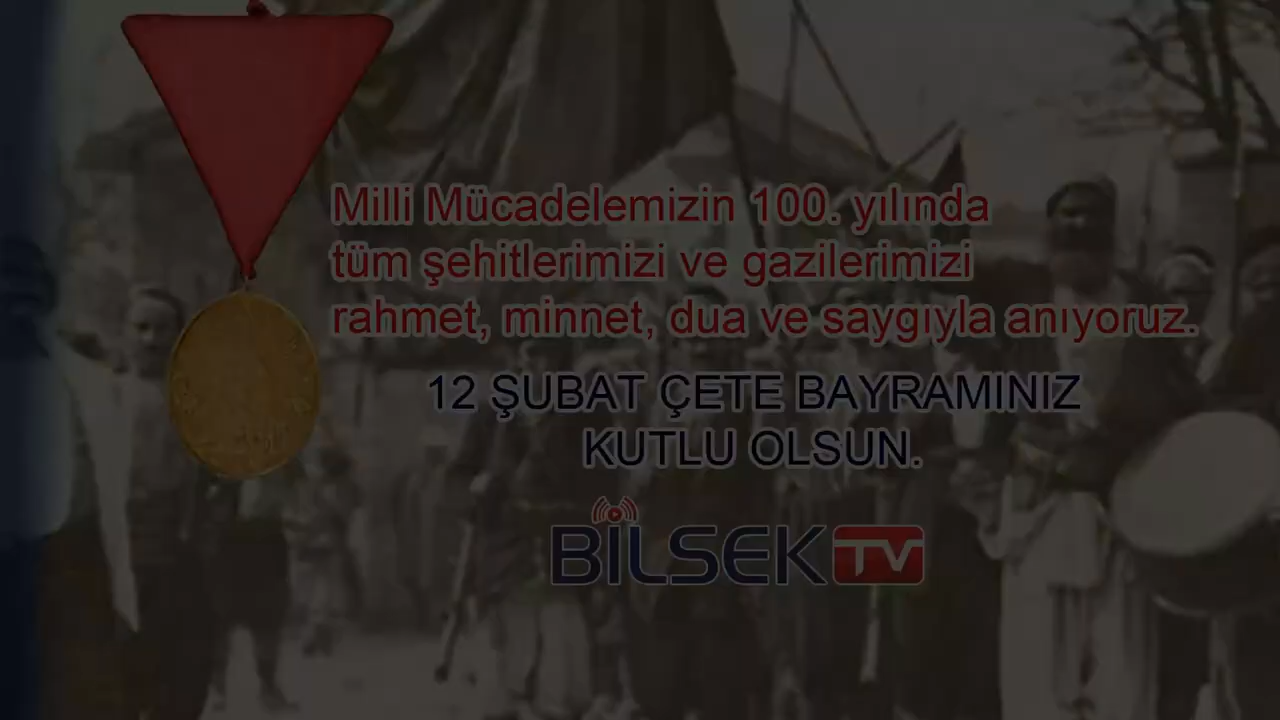 Milli Mücadelemizin 100. yılında
tüm şehitlerimizi ve gazilerimizi
rahmet, minnet, dua ve saygıyla anıyoruz.
12 ŞUBAT ÇETE BAYRAMINIZ
KUTLU OLSUN.
BİLSEK TV